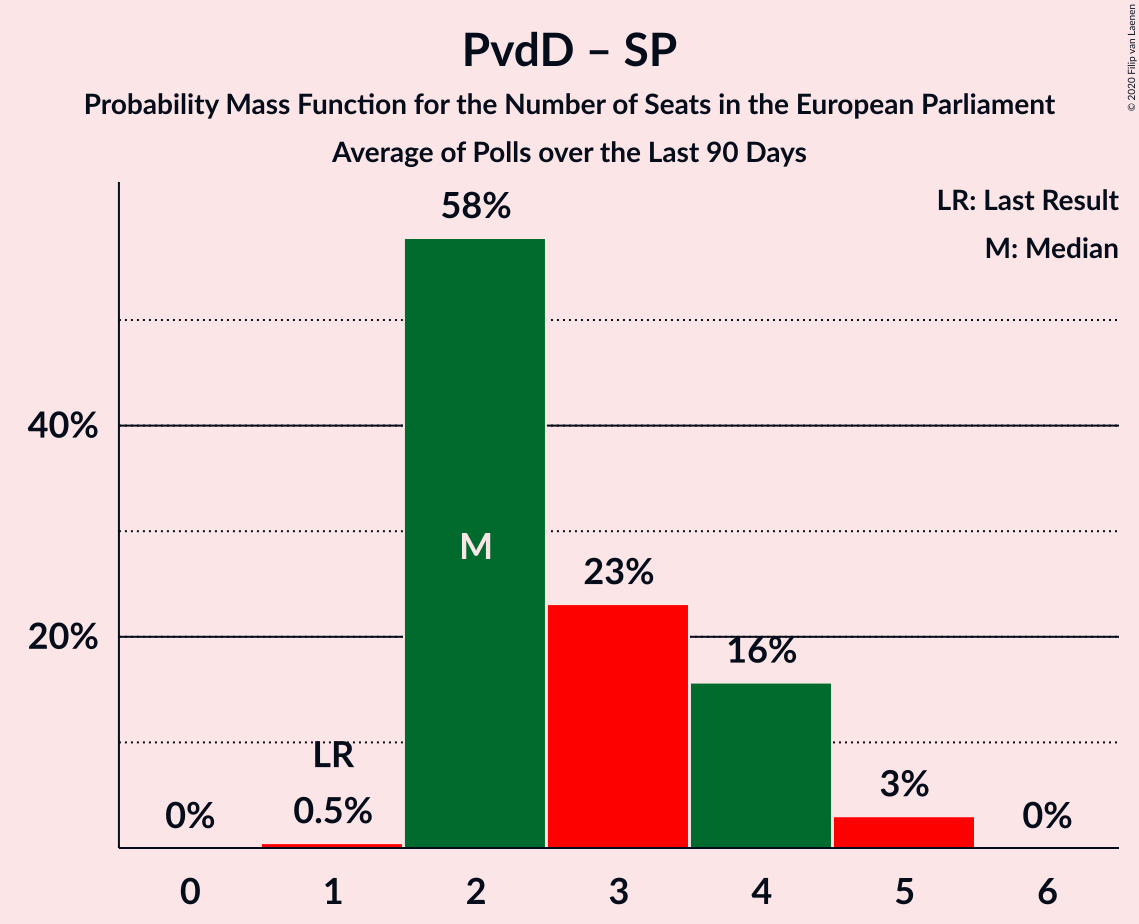 PvdD – SP
Probability Mass Function for the Number of Seats in the European Parliament
Average of Polls over the Last 90 Days
© 2020 Filip van Laenen
LR: Last Result
M: Median
58%
40%
M
23%
20%
16%
LR
3%
0%
0.5%
0%
0 1 2 3 4 5 6